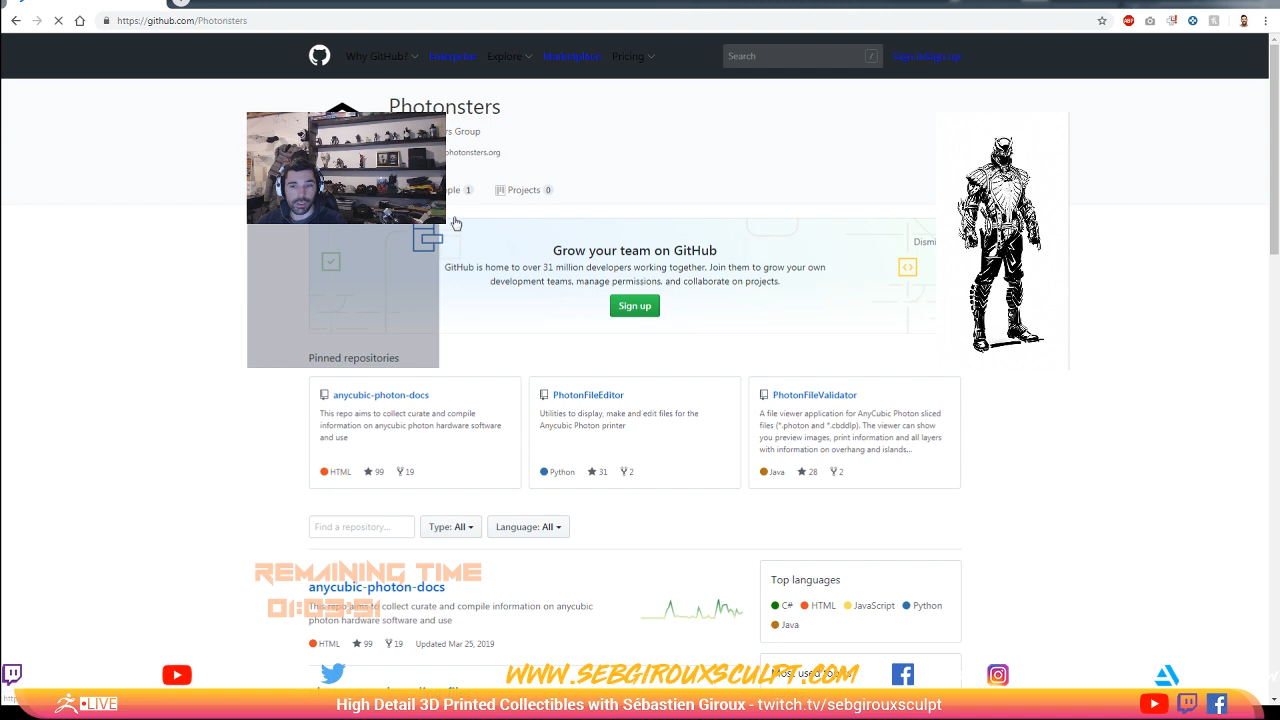 https://github.com/Photonsters
Why GitHub? Enterprise Explore Marketplace Pricing
Search /
Sign in Sign up
Photonsters
rs Group
hotonsters.org
ple 1 Projects 0
Grow your team on GitHub
Dismi
GitHub is home to over 31 million developers working together. Join them to grow your own
development teams, manage permissions, and collaborate on projects.
Sign up
Pinned repositories
anycubic-photon-docs
This repo aims to collect curate and compile
information on anycubic photon hardware software
and use
HTML 99 19
PhotonFileEditor
Utilities to display, make and edit files for the
Anycubic Photon printer
Python 31 2
PhotonFileValidator
A file viewer application for AnyCubic Photon sliced
files (*.photon and *.cbddlp). The viewer can show
you preview images, print information and all layers
with information on overhang and islands...
Java 28 2
Find a repository...
Type: All
Language: All
REMAINING TIME
01:03:51
anycubic-photon-docs
This repo aims to collect curate and compile information on anycubic
photon hardware software and use
HTML 99 19 Updated Mar 25, 2019
Top languages
C# HTML JavaScript Python
Java
Most used topics
WWW.SEBGIROUXSCULPT.COM
LIVE
High Detail 3D Printed Collectibles with Sébastien Giroux - twitch.tv/sebgirouxsculpt